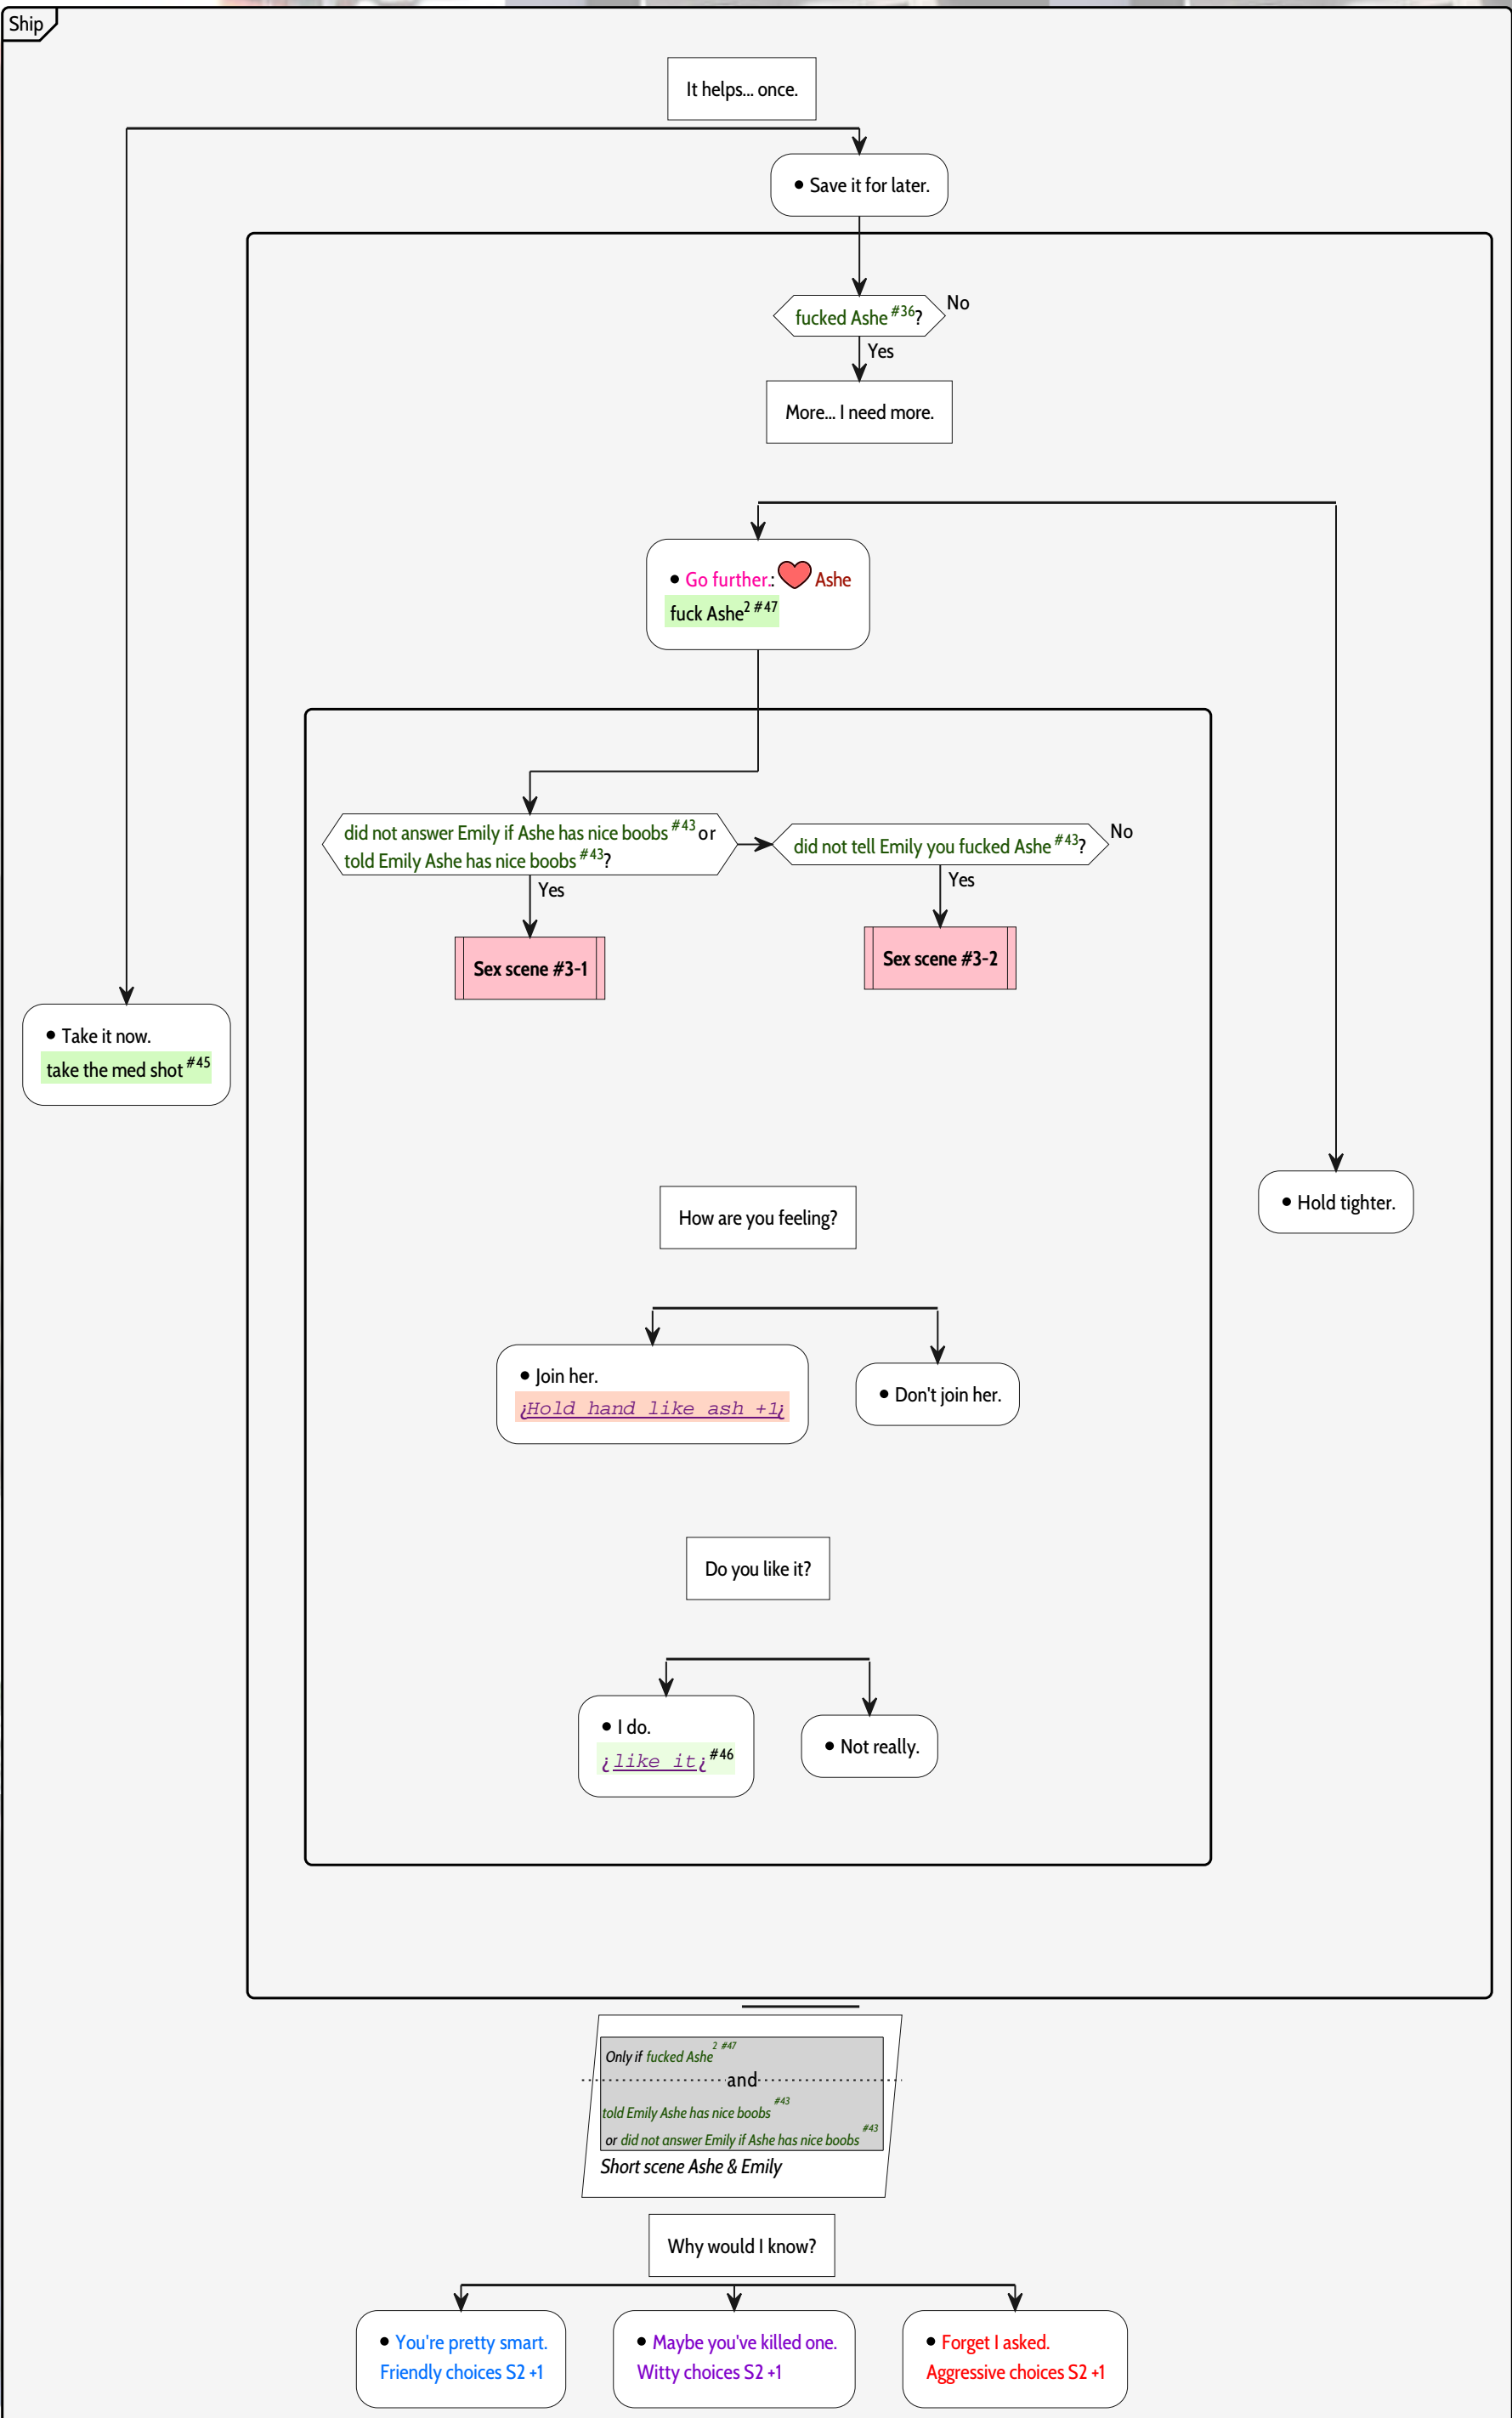 Ship
It helps... once.
• Save it for later.
fucked Ashe #36?
No
Yes
More... I need more.
• Go further.: Ashe
fuck Ashe2 #47
did not answer Emily if Ashe has nice boobs #43 or
told Emily Ashe has nice boobs #43?
did not tell Emily you fucked Ashe #43?
No
Yes
Yes
Sex scene #3-1
Sex scene #3-2
• Take it now.
take the med shot #45
• Hold tighter.
How are you feeling?
• Join her.
¿Hold hand like ash +1¿
• Don't join her.
Do you like it?
• I do.
¿like it¿ #46
• Not really.
Only if fucked Ashe2 #47
and
told Emily Ashe has nice boobs #43
or did not answer Emily if Ashe has nice boobs #43
Short scene Ashe & Emily
Why would I know?
• You're pretty smart.
Friendly choices S2 +1
• Maybe you've killed one.
Witty choices S2 +1
• Forget I asked.
Aggressive choices S2 +1